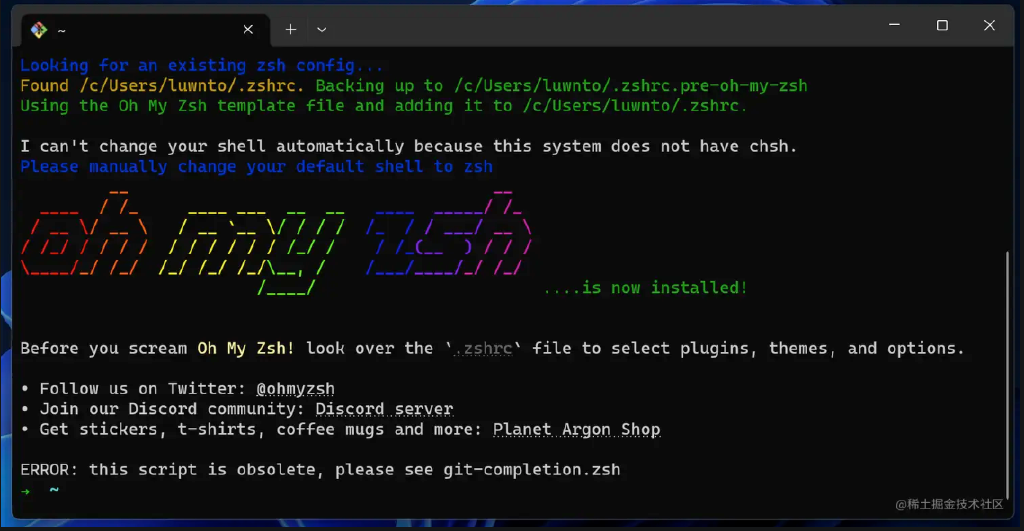 ~
Looking for an existing zsh config...
Found /c/Users/luwnto/.zshrc. Backing up to /c/Users/luwnto/.zshrc.pre-oh-my-zsh
Using the Oh My Zsh template file and adding it to /c/Users/luwnto/.zshrc.
I can't change your shell automatically because this system does not have chsh.
Please manually change your default shell to zsh
oh my zsh
....is now installed!
Before you scream Oh My Zsh! look over the `.zshrc` file to select plugins, themes, and options.
• Follow us on Twitter: @ohmyzsh
• Join our Discord community: Discord server
• Get stickers, t-shirts, coffee mugs and more: Planet Argon Shop
ERROR: this script is obsolete, please see git-completion.zsh
→ ~
@稀土掘金技术社区